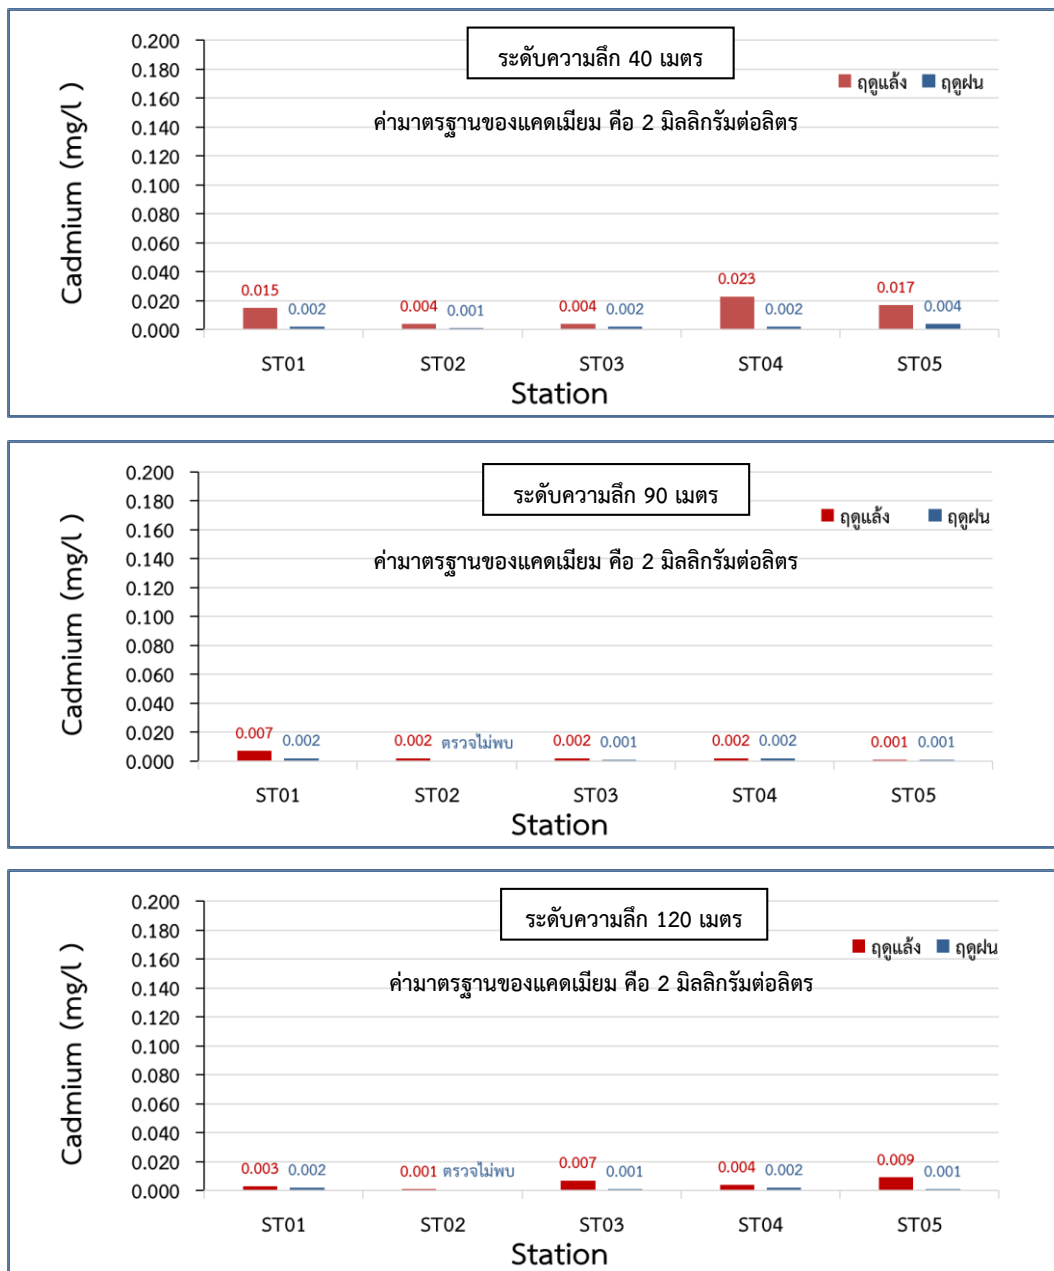 ระดับความลึก 40 เมตร
ฤดูแล้ง ฤดูฝน
ค่ามาตรฐานของแคดเมียม คือ 2 มิลลิกรัมต่อลิตร
Cadmium (mg/l )
0.200
0.180
0.160
0.140
0.120
0.100
0.080
0.060
0.040
0.020
0.000
0.015 0.002 0.004 0.001 0.004 0.002 0.023 0.002 0.017 0.004
ST01 ST02 ST03 ST04 ST05
Station
ระดับความลึก 90 เมตร
ฤดูแล้ง ฤดูฝน
ค่ามาตรฐานของแคดเมียม คือ 2 มิลลิกรัมต่อลิตร
Cadmium (mg/l )
0.200
0.180
0.160
0.140
0.120
0.100
0.080
0.060
0.040
0.020
0.000
0.007 0.002 0.002 ตรวจไม่พบ 0.002 0.001 0.002 0.002 0.001 0.001
ST01 ST02 ST03 ST04 ST05
Station
ระดับความลึก 120 เมตร
ฤดูแล้ง ฤดูฝน
ค่ามาตรฐานของแคดเมียม คือ 2 มิลลิกรัมต่อลิตร
Cadmium (mg/l )
0.200
0.180
0.160
0.140
0.120
0.100
0.080
0.060
0.040
0.020
0.000
0.003 0.002 0.001 ตรวจไม่พบ 0.007 0.001 0.004 0.002 0.009 0.001
ST01 ST02 ST03 ST04 ST05
Station